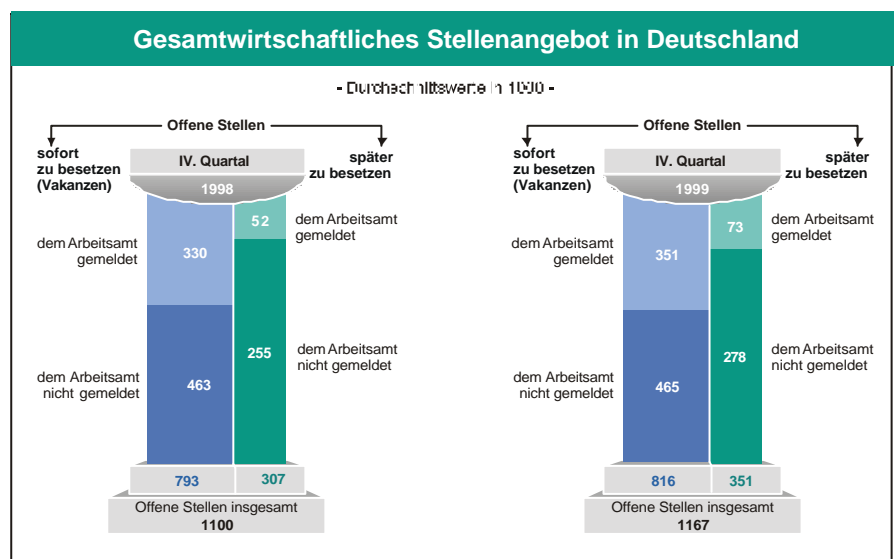 Gesamtwirtschaftliches Stellenangebot in Deutschland
- Durchschnittswerte in 1000 -
Offene Stellen
sofort
zu besetzen
(Vakanzen)
IV. Quartal
1998
später
zu besetzen
dem Arbeitsamt
gemeldet
330
52
dem Arbeitsamt
gemeldet
dem Arbeitsamt
nicht gemeldet
463
255
dem Arbeitsamt
nicht gemeldet
793
307
Offene Stellen insgesamt
1100
Offene Stellen
sofort
zu besetzen
(Vakanzen)
IV. Quartal
1999
später
zu besetzen
dem Arbeitsamt
gemeldet
351
73
dem Arbeitsamt
gemeldet
dem Arbeitsamt
nicht gemeldet
465
278
dem Arbeitsamt
nicht gemeldet
816
351
Offene Stellen insgesamt
1167